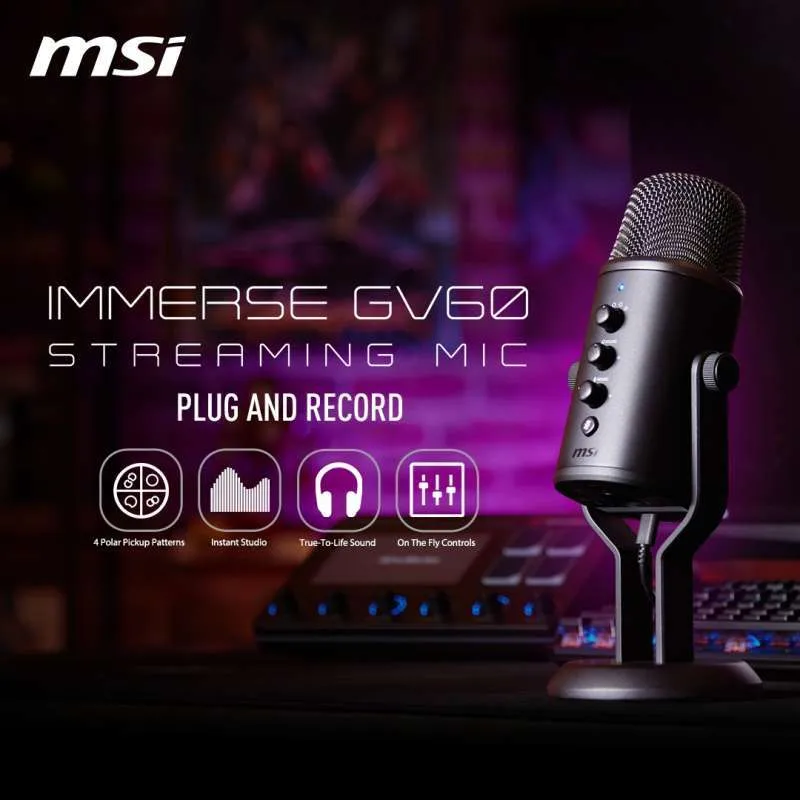 msi
IMMERSE GV60
STREAMING MIC
PLUG AND RECORD
4 Polar Pickup Patterns
Instant Studio
True-To-Life Sound
On The Fly Controls
msi